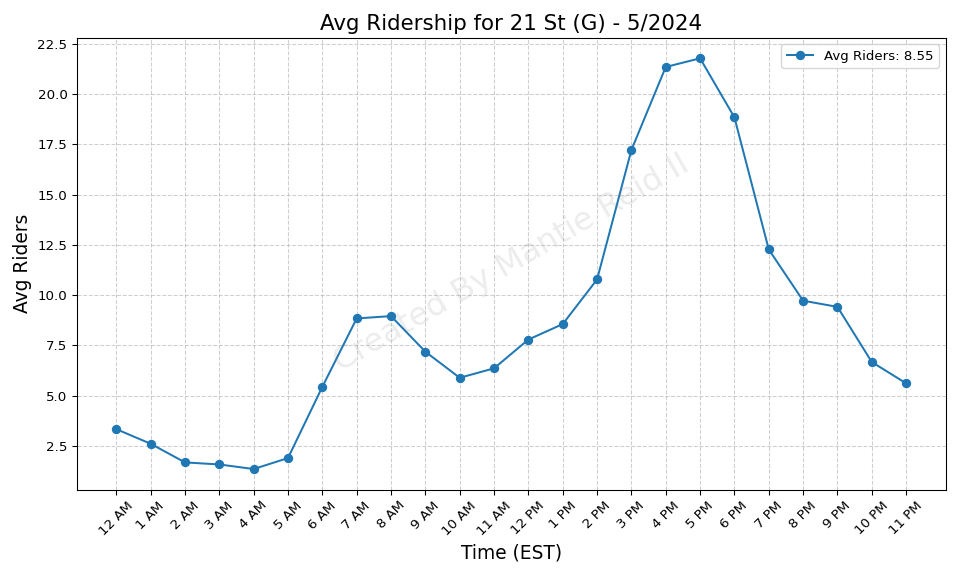 Avg Ridership for 21 St (G) - 5/2024
Avg Riders: 8.55
22.5
20.0
17.5
15.0
12.5
10.0
7.5
5.0
2.5
Avg Riders
Created By Mantle Reid II
12 AM
1 AM
2 AM
3 AM
4 AM
5 AM
6 AM
7 AM
8 AM
9 AM
10 AM
11 AM
12 PM
1 PM
2 PM
3 PM
4 PM
5 PM
6 PM
7 PM
8 PM
9 PM
10 PM
11 PM
Time (EST)